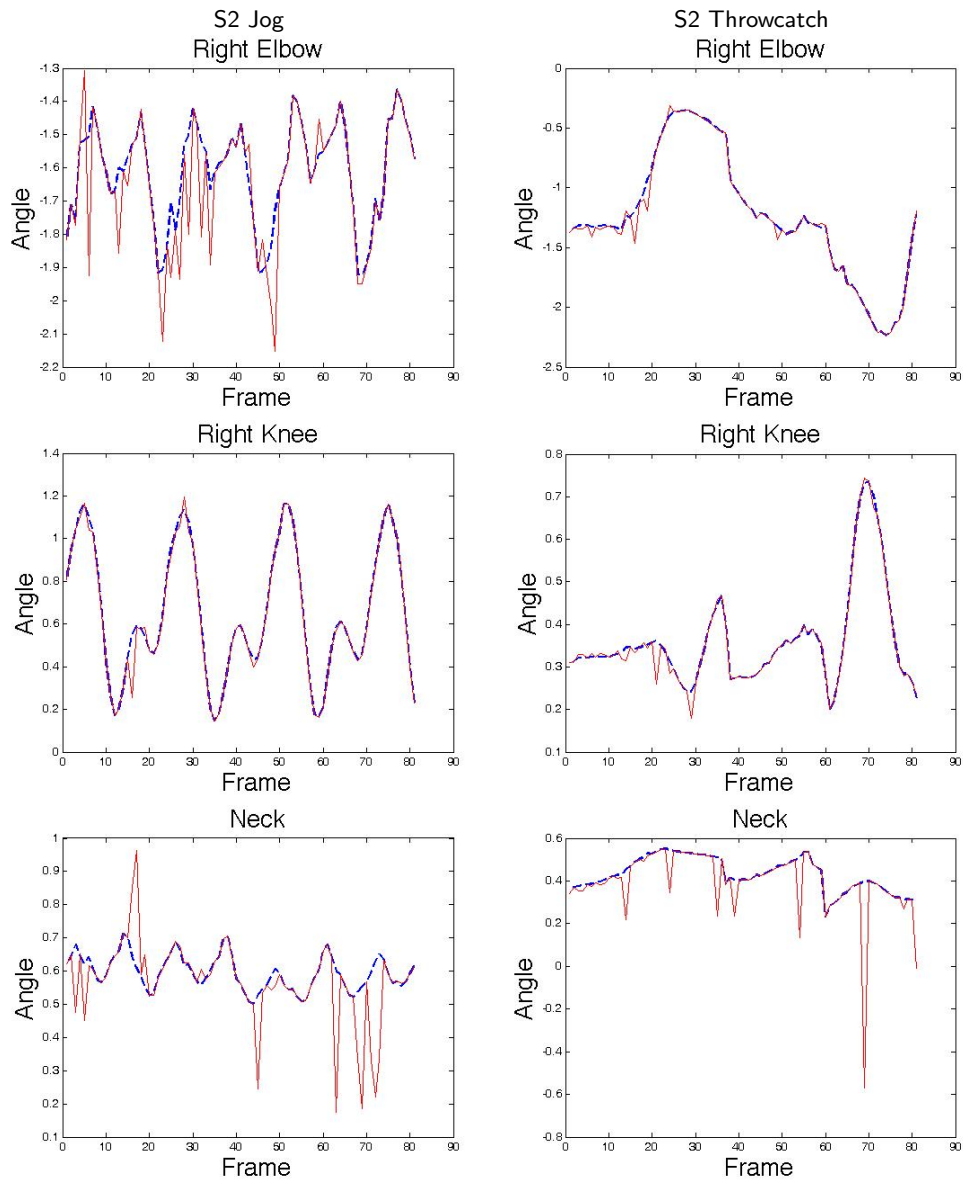 S2 Jog
Right Elbow
-1.3
-1.4
-1.5
-1.6
-1.7
-1.8
-1.9
-2
-2.1
-2.2
Angle
0 10 20 30 40 50 60 70 80 90
Frame
S2 Throwcatch
Right Elbow
0
-0.5
-1
-1.5
-2
-2.5
Angle
0 10 20 30 40 50 60 70 80 90
Frame
Right Knee
1.4
1.2
1
0.8
0.6
0.4
0.2
0
Angle
0 10 20 30 40 50 60 70 80 90
Frame
Right Knee
0.8
0.7
0.6
0.5
0.4
0.3
0.2
0.1
Angle
0 10 20 30 40 50 60 70 80 90
Frame
Neck
1
0.9
0.8
0.7
0.6
0.5
0.4
0.3
0.2
0.1
Angle
0 10 20 30 40 50 60 70 80 90
Frame
Neck
0.6
0.4
0.2
0
-0.2
-0.4
-0.6
-0.8
Angle
0 10 20 30 40 50 60 70 80 90
Frame